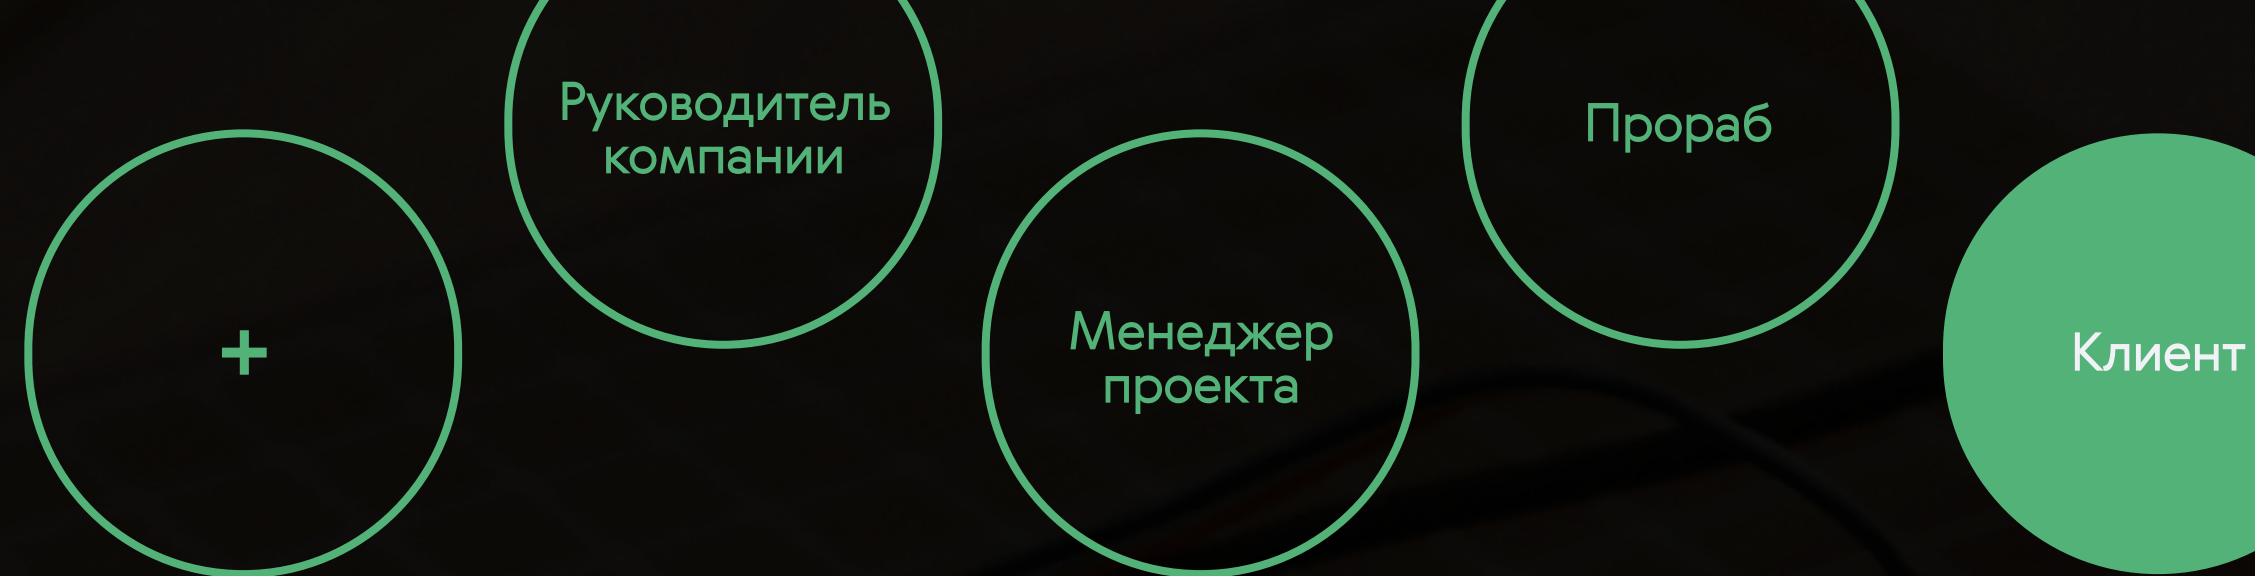 +
Руководитель
компании
Менеджер
проекта
Прораб
Клиент